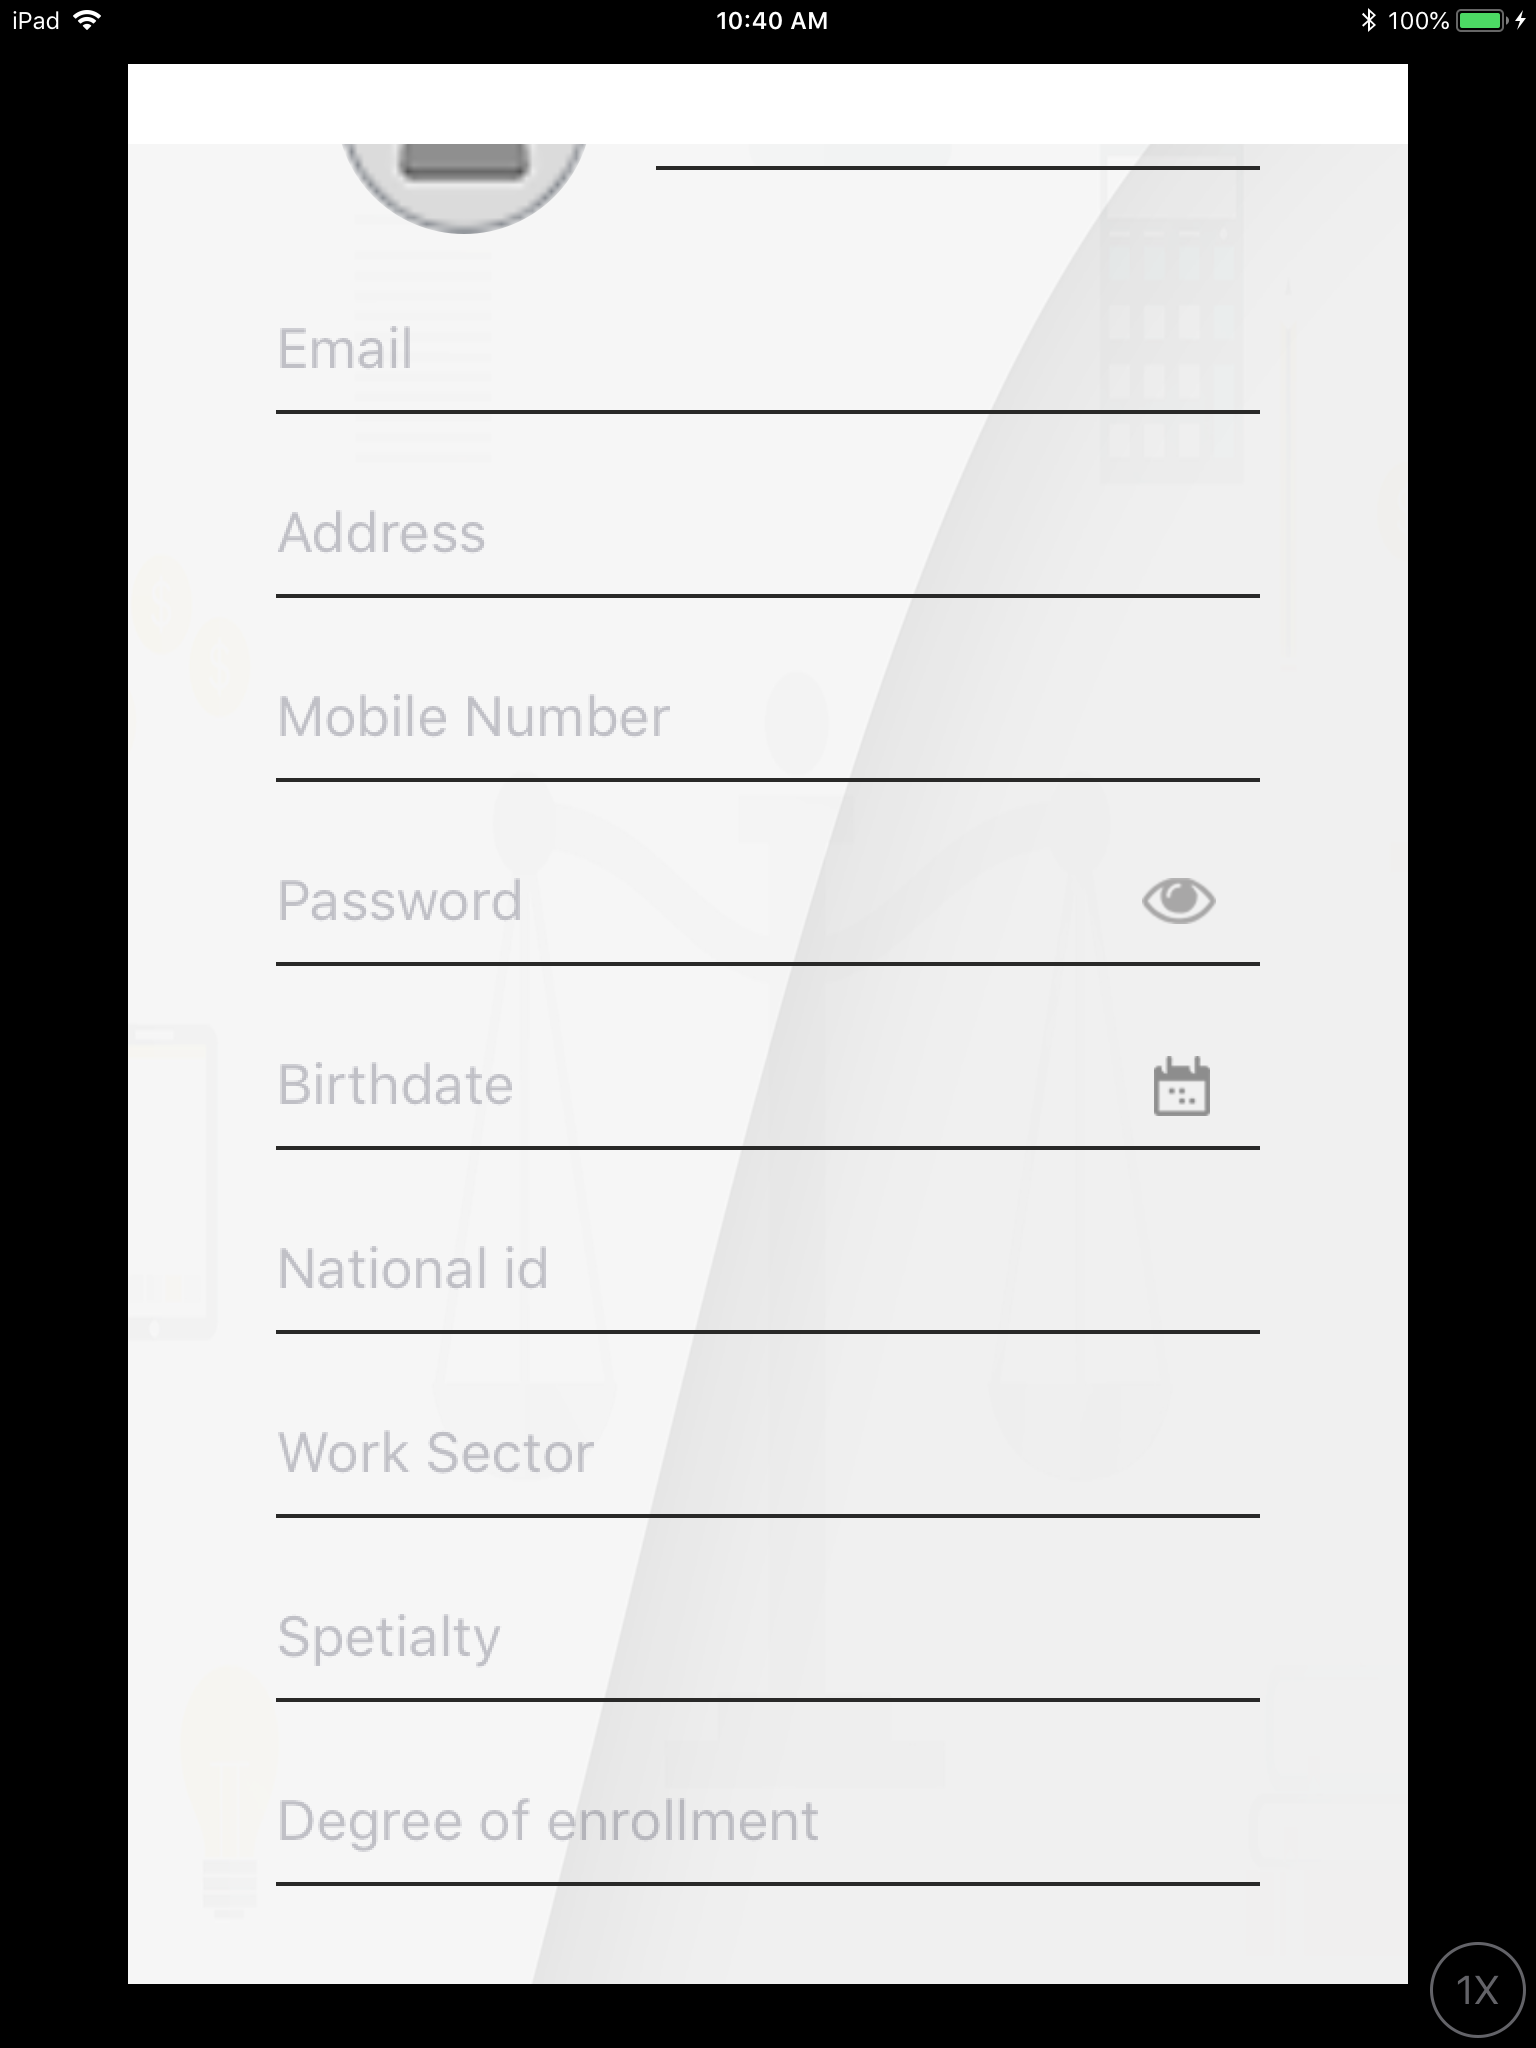 iPad 10:40 AM 100%
Email
Address
Mobile Number
Password
Birthdate
National id
Work Sector
Spetialty
Degree of enrollment
1X